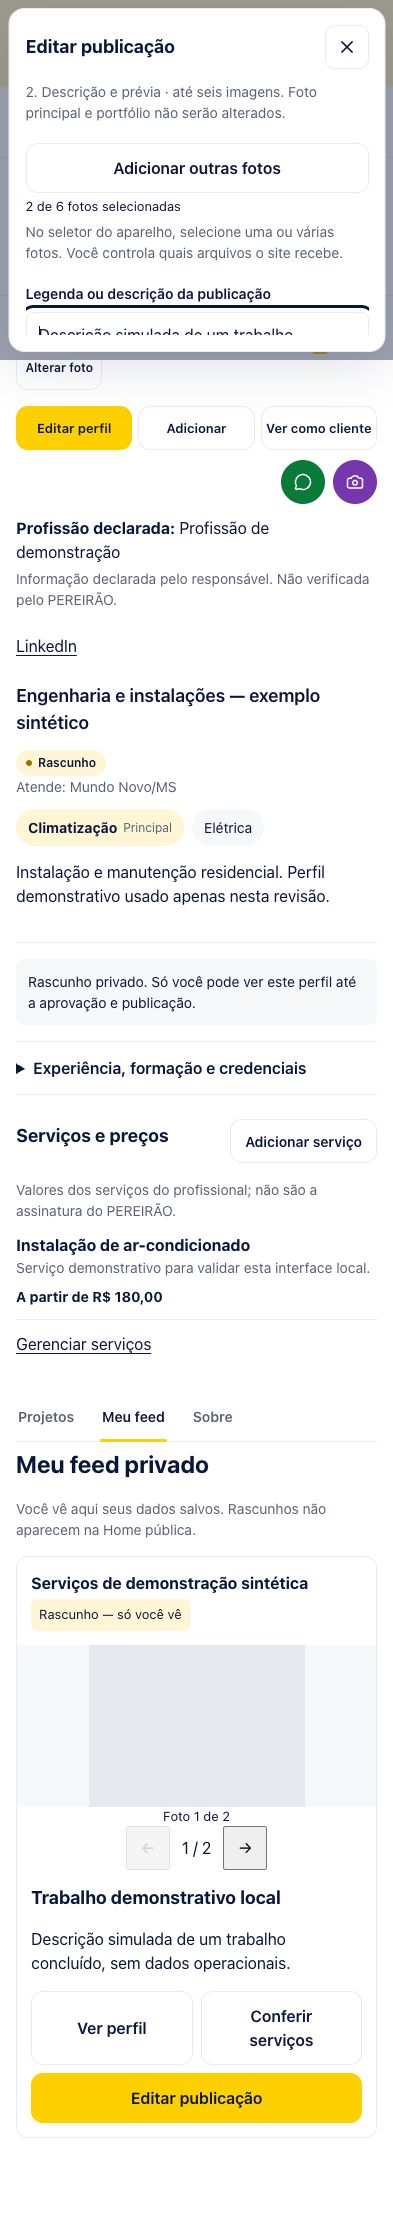 Editar publicação
2. Descrição e prévia · até seis imagens. Foto
principal e portfólio não serão alterados.
Adicionar outras fotos
2 de 6 fotos selecionadas
No seletor do aparelho, selecione uma ou várias
fotos. Você controla quais arquivos o site recebe.
Legenda ou descrição da publicação
Descrição simulada de um trabalho
Alterar foto
Editar perfil
Adicionar
Ver como cliente
Profissão declarada: Profissão de
demonstração
Informação declarada pelo responsável. Não verificada
pelo PEREIRÃO.
LinkedIn
Engenharia e instalações — exemplo
sintético
Rascunho
Atende: Mundo Novo/MS
Climatização Principal
Elétrica
Instalação e manutenção residencial. Perfil
demonstrativo usado apenas nesta revisão.
Rascunho privado. Só você pode ver este perfil até
a aprovação e publicação.
Experiência, formação e credenciais
Serviços e preços
Adicionar serviço
Valores dos serviços do profissional; não são a
assinatura do PEREIRÃO.
Instalação de ar-condicionado
Serviço demonstrativo para validar esta interface local.
A partir de R$ 180,00
Gerenciar serviços
Projetos
Meu feed
Sobre
Meu feed privado
Você vê aqui seus dados salvos. Rascunhos não
aparecem na Home pública.
Serviços de demonstração sintética
Rascunho — só você vê
Foto 1 de 2
← 1 / 2 →
Trabalho demonstrativo local
Descrição simulada de um trabalho
concluído, sem dados operacionais.
Ver perfil
Conferir
serviços
Editar publicação